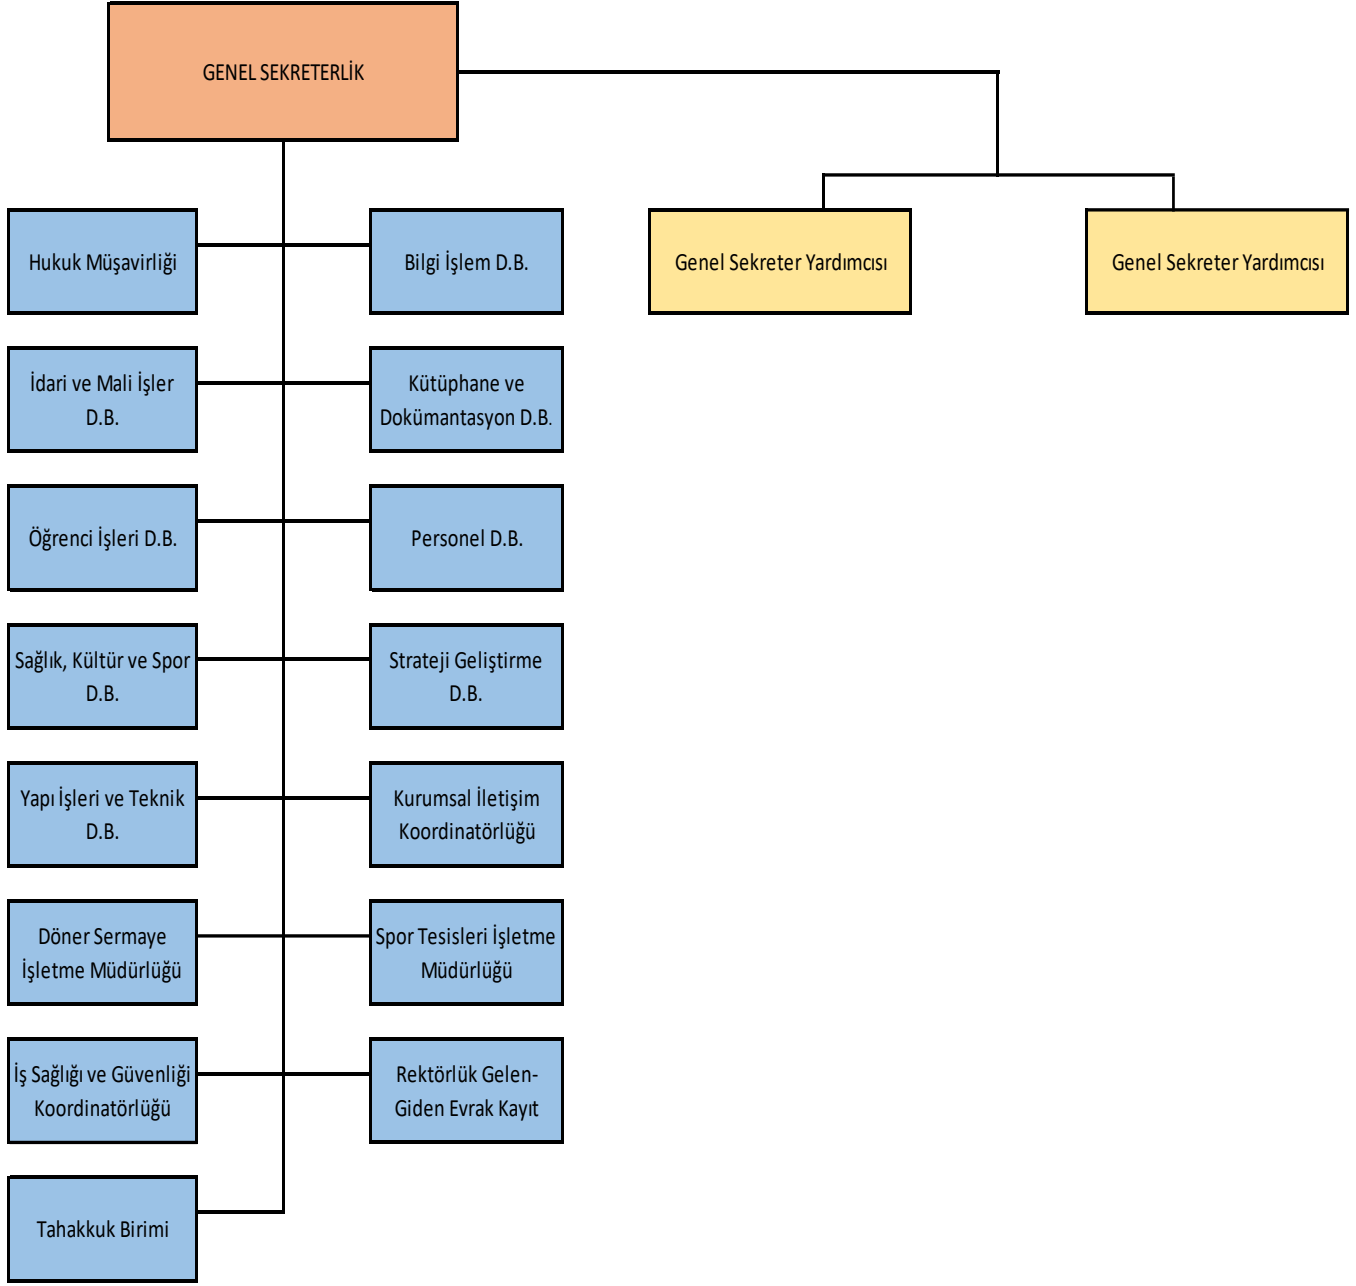 GENEL SEKRETERLİK
Hukuk Müşavirliği
Bilgi İşlem D.B.
Genel Sekreter Yardımcısı
Genel Sekreter Yardımcısı
İdari ve Mali İşler
D.B.
Kütüphane ve
Dokümantasyon D.B.
Öğrenci İşleri D.B.
Personel D.B.
Sağlık, Kültür ve Spor
D.B.
Strateji Geliştirme
D.B.
Yapı İşleri ve Teknik
D.B.
Kurumsal İletişim
Koordinatörlüğü
Döner Sermaye
İşletme Müdürlüğü
Spor Tesisleri İşletme
Müdürlüğü
İş Sağlığı ve Güvenliği
Koordinatörlüğü
Rektörlük Gelen-
Giden Evrak Kayıt
Tahakkuk Birimi